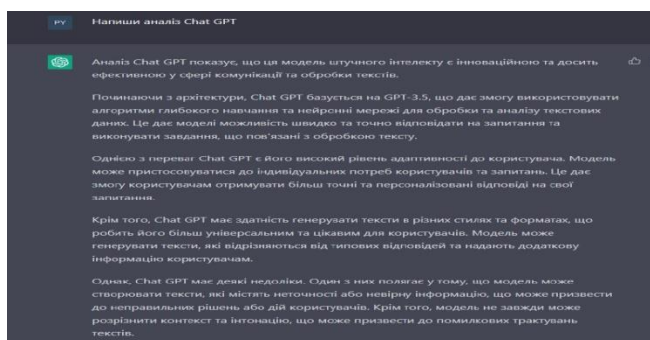 РУ Напиши аналіз Chat GPT
Аналіз Chat GPT показує, що ця модель штучного інтелекту є інноваційною та досить
ефективною у сфері комунікації та обробки текстів.
Починаючи з архітектури, Chat GPT базується на GPT-3.5, що дає змогу використовувати
алгоритми глибокого навчання та нейронні мережі для обробки та аналізу текстових
даних. Це дає моделі можливість швидко та точно відповідати на запитання та
виконувати завдання, що пов'язані з обробкою тексту.
Однією з переваг Chat GPT є його високий рівень адаптивності до користувача. Модель
може пристосовуватися до індивідуальних потреб користувачів та запитань. Це дає
змогу користувачам отримувати більш точні та персоналізовані відповіді на свої
запитання.
Крім того, Chat GPT має здатність генерувати тексти в різних стилях та форматах, що
робить його більш універсальним та цікавим для користувачів. Модель може
генерувати тексти, які відрізняються від типових відповідей та надають додаткову
інформацію користувачам.
Однак, Chat GPT має деякі недоліки. Один з них полягає у тому, що модель може
створювати тексти, які містять неточності або невірну інформацію, що може призвести
до неправильних рішень або дій користувачів. Крім того, модель не завжди може
розрізнити контекст та інтонацію, що може призвести до помилкових трактувань
текстів.